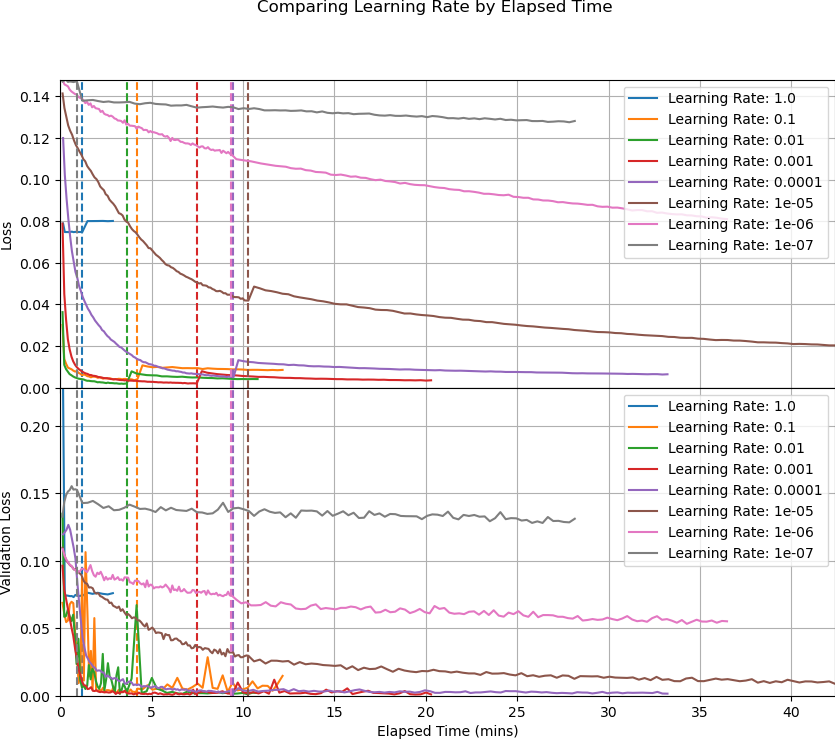 Comparing Learning Rate by Elapsed Time
0.14
0.12
0.10
0.08
0.06
0.04
0.02
0.00
Loss
Learning Rate: 1.0
Learning Rate: 0.1
Learning Rate: 0.01
Learning Rate: 0.001
Learning Rate: 0.0001
Learning Rate: 1e-05
Learning Rate: 1e-06
Learning Rate: 1e-07
0.20
0.15
0.10
0.05
0.00
Validation Loss
Learning Rate: 1.0
Learning Rate: 0.1
Learning Rate: 0.01
Learning Rate: 0.001
Learning Rate: 0.0001
Learning Rate: 1e-05
Learning Rate: 1e-06
Learning Rate: 1e-07
0 5 10 15 20 25 30 35 40
Elapsed Time (mins)